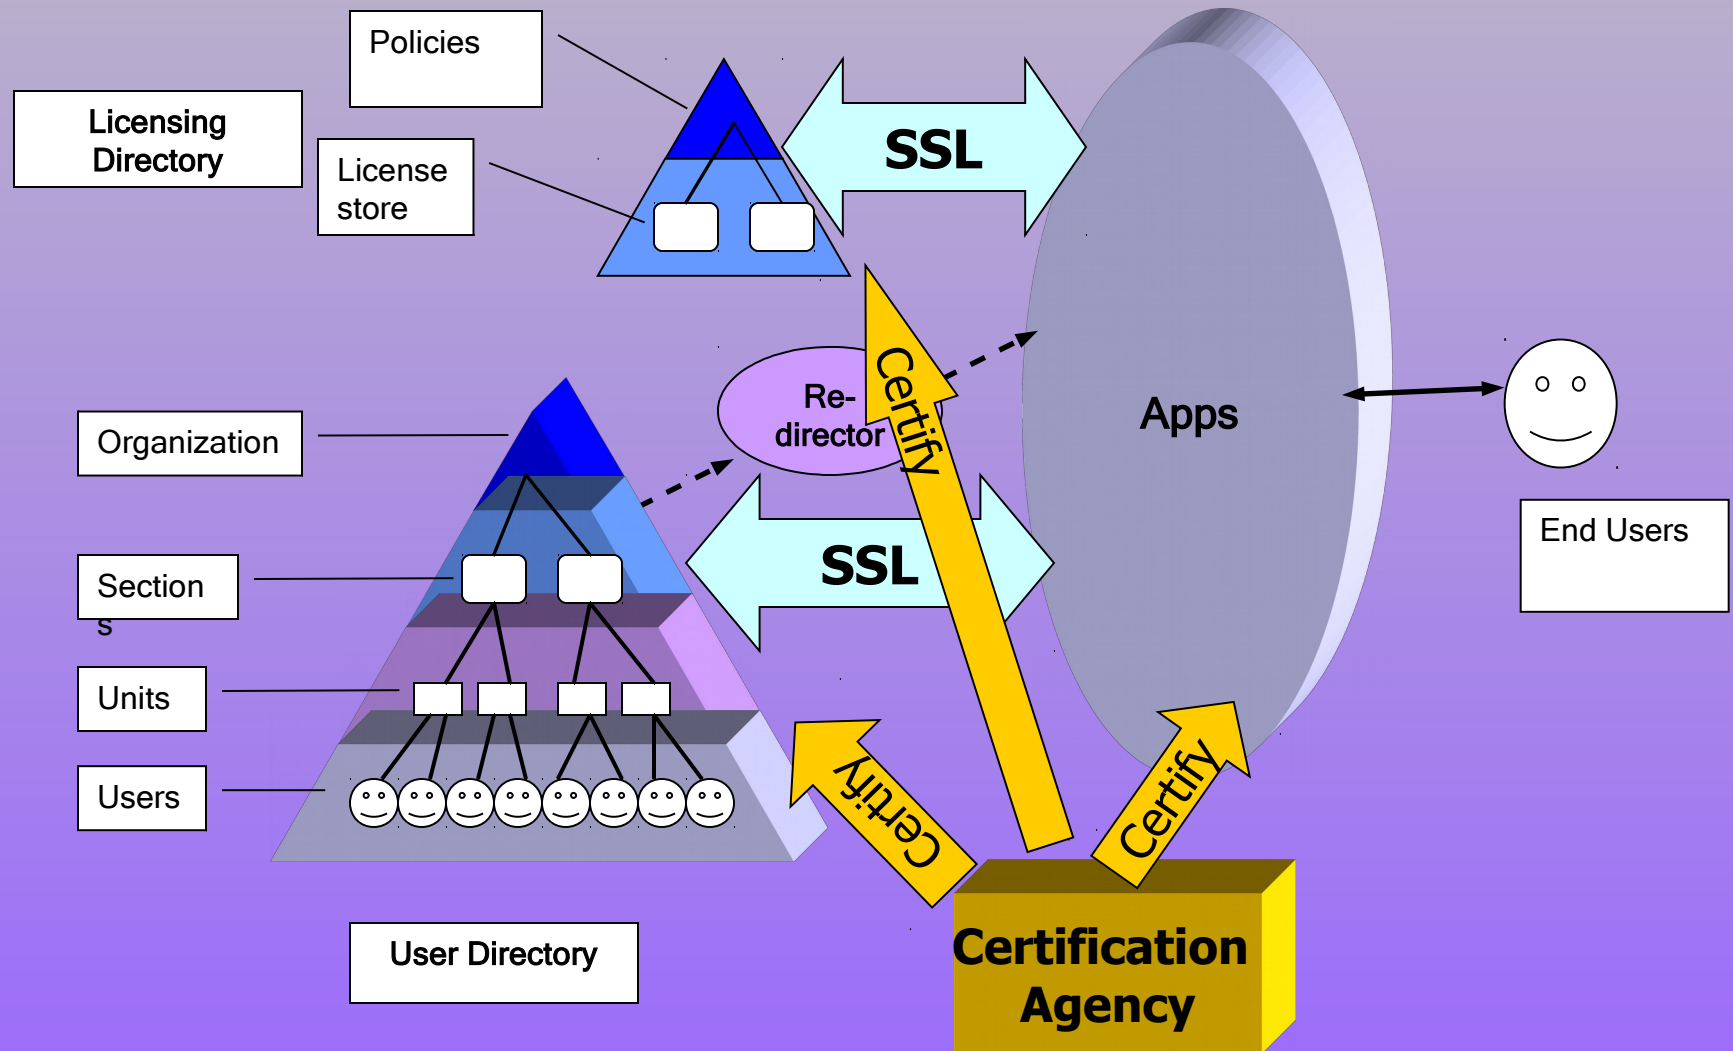 Policies
Licensing
Directory
License
store
SSL
Re-
director
Certify
Apps
Organization
SSL
End Users
Section
s
Units
Users
Certify
Certify
User Directory
Certification
Agency